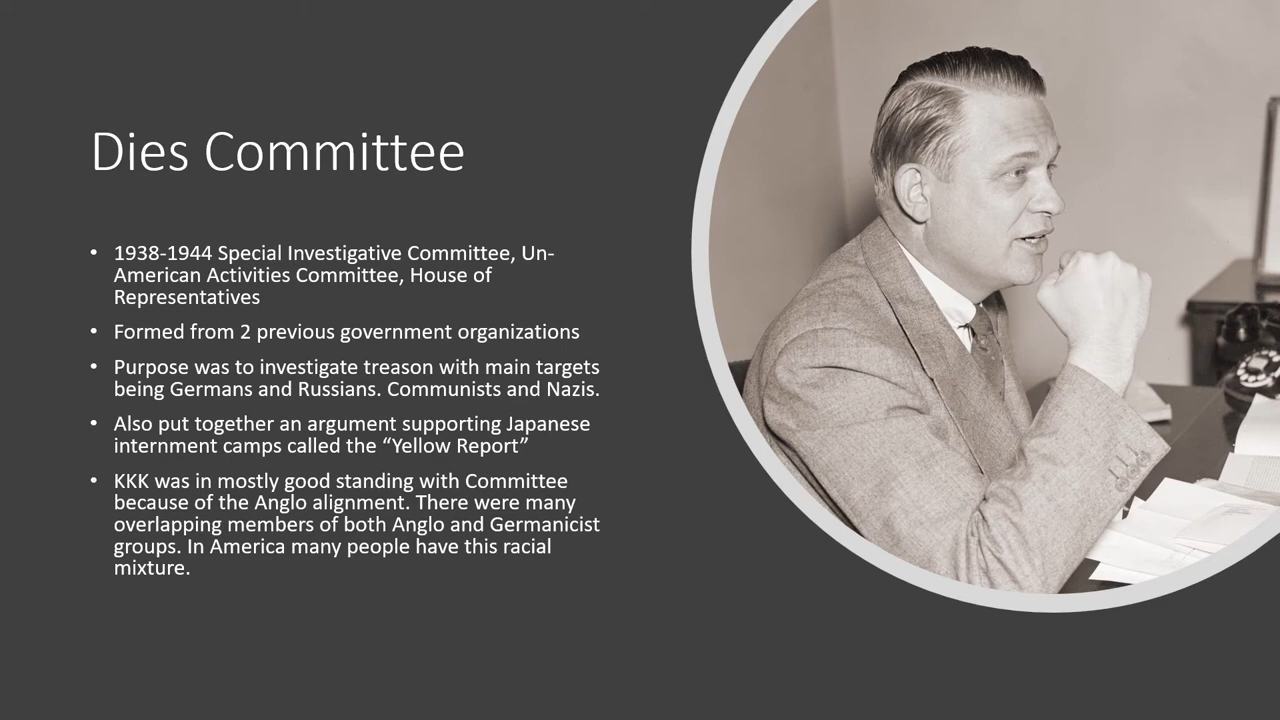 Dies Committee
• 1938-1944 Special Investigative Committee, Un-
American Activities Committee, House of
Representatives
• Formed from 2 previous government organizations
• Purpose was to investigate treason with main targets
being Germans and Russians. Communists and Nazis.
• Also put together an argument supporting Japanese
internment camps called the “Yellow Report”
• KKK was in mostly good standing with Committee
because of the Anglo alignment. There were many
overlapping members of both Anglo and Germanicist
groups. In America many people have this racial
mixture.